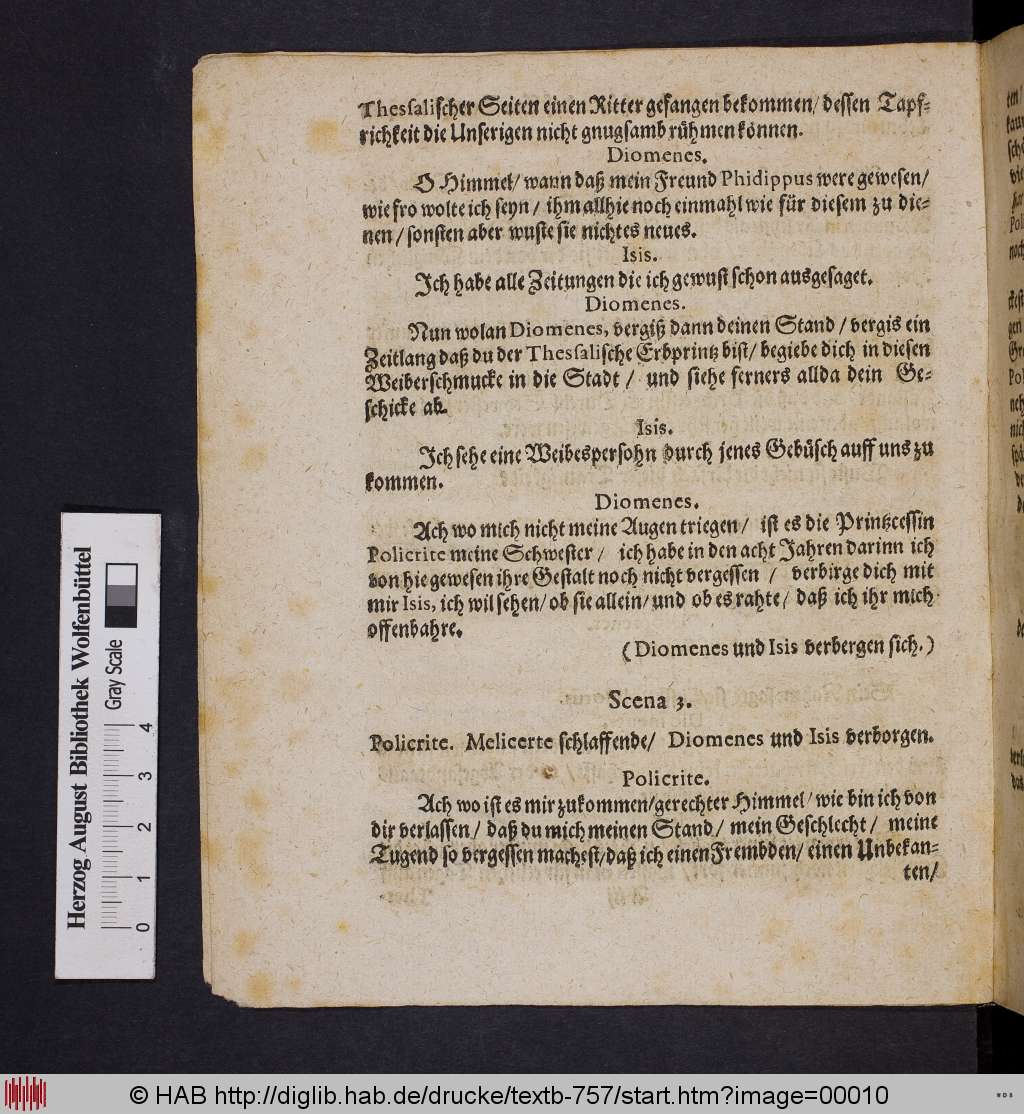 Thessalischer Seiten einen Ritter gefangen bekommen/ dessen Tapf-
richkeit die Unserigen nicht gnugsamb rühmen können.
Diomenes.
O Himmel/ wann daß mein Freund Phidippus were gewesen/
wie fro wolte ich seyn/ ihm allhie noch einmahl wie für diesem zu die-
nen/ sonsten aber wuste sie nichtes neues.
Isis.
Ich habe alle Zeitungen die ich gewust schon ausgesaget.
Diomenes.
Nun wolan Diomenes, vergiß dann deinen Stand/ vergis ein
Zeitlang daß du der Thessalische Erbprintz bist/ begiebe dich in diesen
Weiberschmucke in die Stadt/ und siehe ferners allda dein Ge-
schicke ab.
Isis.
Ich sehe eine Weibespersohn durch jenes Gebüsch auff uns zu
kommen.
Diomenes.
Ach wo mich nicht meine Augen triegen/ ist es die Printzcessin
Policrite meine Schwester/ ich habe in den acht Jahren darinn ich
von hie gewesen ihre Gestalt noch nicht vergessen/ verbirge dich mit
mir Isis, ich wil sehen/ ob sie allein/ und ob es rahte/ daß ich ihr mich
offenbahre.
(Diomenes und Isis verbergen sich.)
Scena 3.
Policrite. Melicerte schlaffende/ Diomenes und Isis verborgen.
Policrite.
Ach wo ist es mir zukommen/gerechter Himmel/ wie bin ich von
dir verlassen/ daß du mich meinen Stand/ mein Geschlecht/ meine
Tugend so vergessen machest/daß ich einen Frembden/ einen Unbekan-
ten/
Herzog August Bibliothek Wolfenbüttel
Gray Scale
0 1 2 3 4
© HAB http://diglib.hab.de/drucke/textb-757/start.htm?image=00010